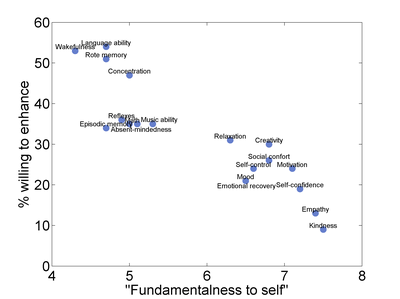 60
50
40
30
20
10
0
% willing to enhance
Language ability
Wakefulness
Rote memory
Concentration
Reflexes
Math
Music ability
Episodic memory
Absent-mindedness
Relaxation
Creativity
Social confort
Self-control
Motivation
Mood
Emotional recovery
Self-confidence
Empathy
Kindness
4
5
6
7
8
"Fundamentalness to self"